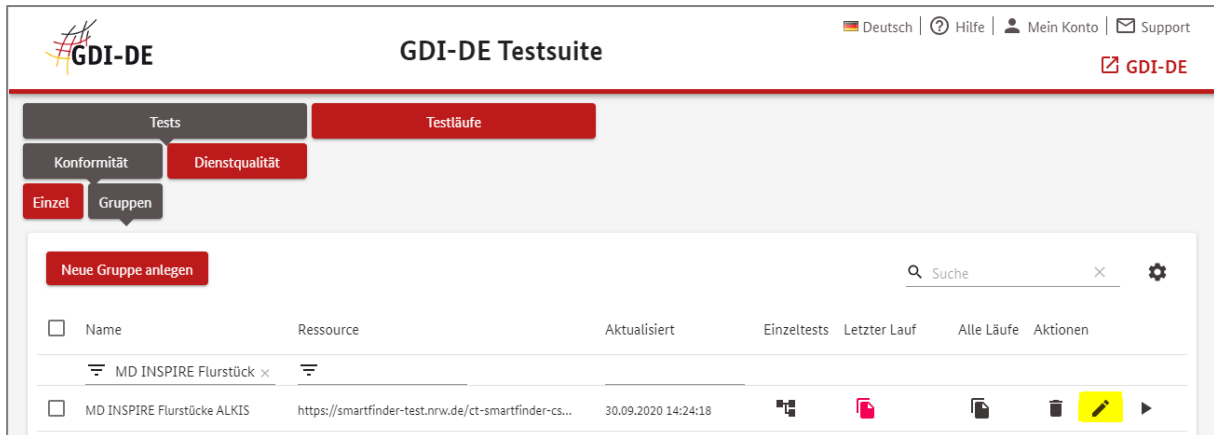 Deutsch | Hilfe | Mein Konto | Support
GDI-DE
GDI-DE Testsuite
GDI-DE
Tests
Testläufe
Konformität
Dienstqualität
Einzel
Gruppen
Neue Gruppe anlegen
Suche
Name Ressource Aktualisiert Einzeltests Letzter Lauf Alle Läufe Aktionen
MD INSPIRE Flurstück
MD INSPIRE Flurstücke ALKIS https://smartfinder-test.nrw.de/ct-smartfinder-cs... 30.09.2020 14:24:18